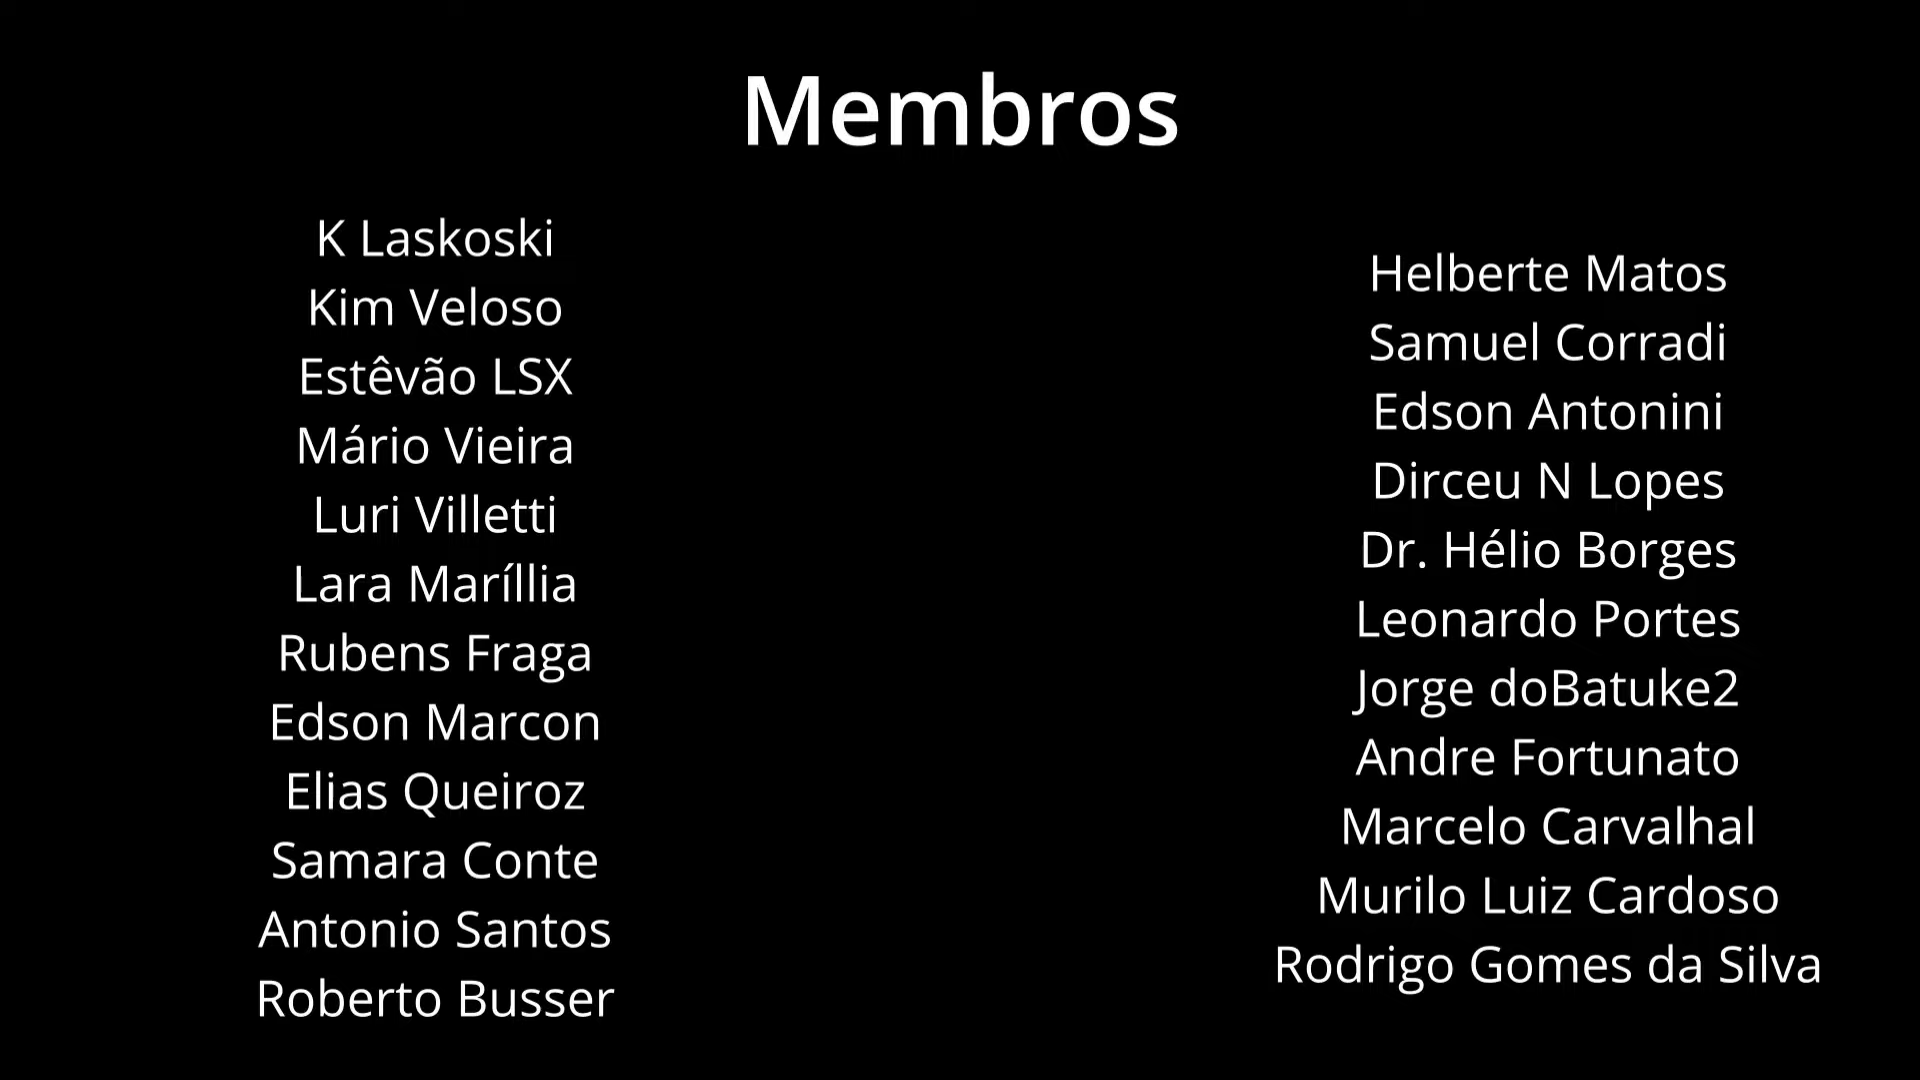 Membros
K Laskoski
Kim Veloso
Estêvão LSX
Mário Vieira
Luri Villetti
Lara Maríllia
Rubens Fraga
Edson Marcon
Elias Queiroz
Samara Conte
Antonio Santos
Roberto Busser
Helberte Matos
Samuel Corradi
Edson Antonini
Dirceu N Lopes
Dr. Hélio Borges
Leonardo Portes
Jorge doBatuke2
Andre Fortunato
Marcelo Carvalhal
Murilo Luiz Cardoso
Rodrigo Gomes da Silva